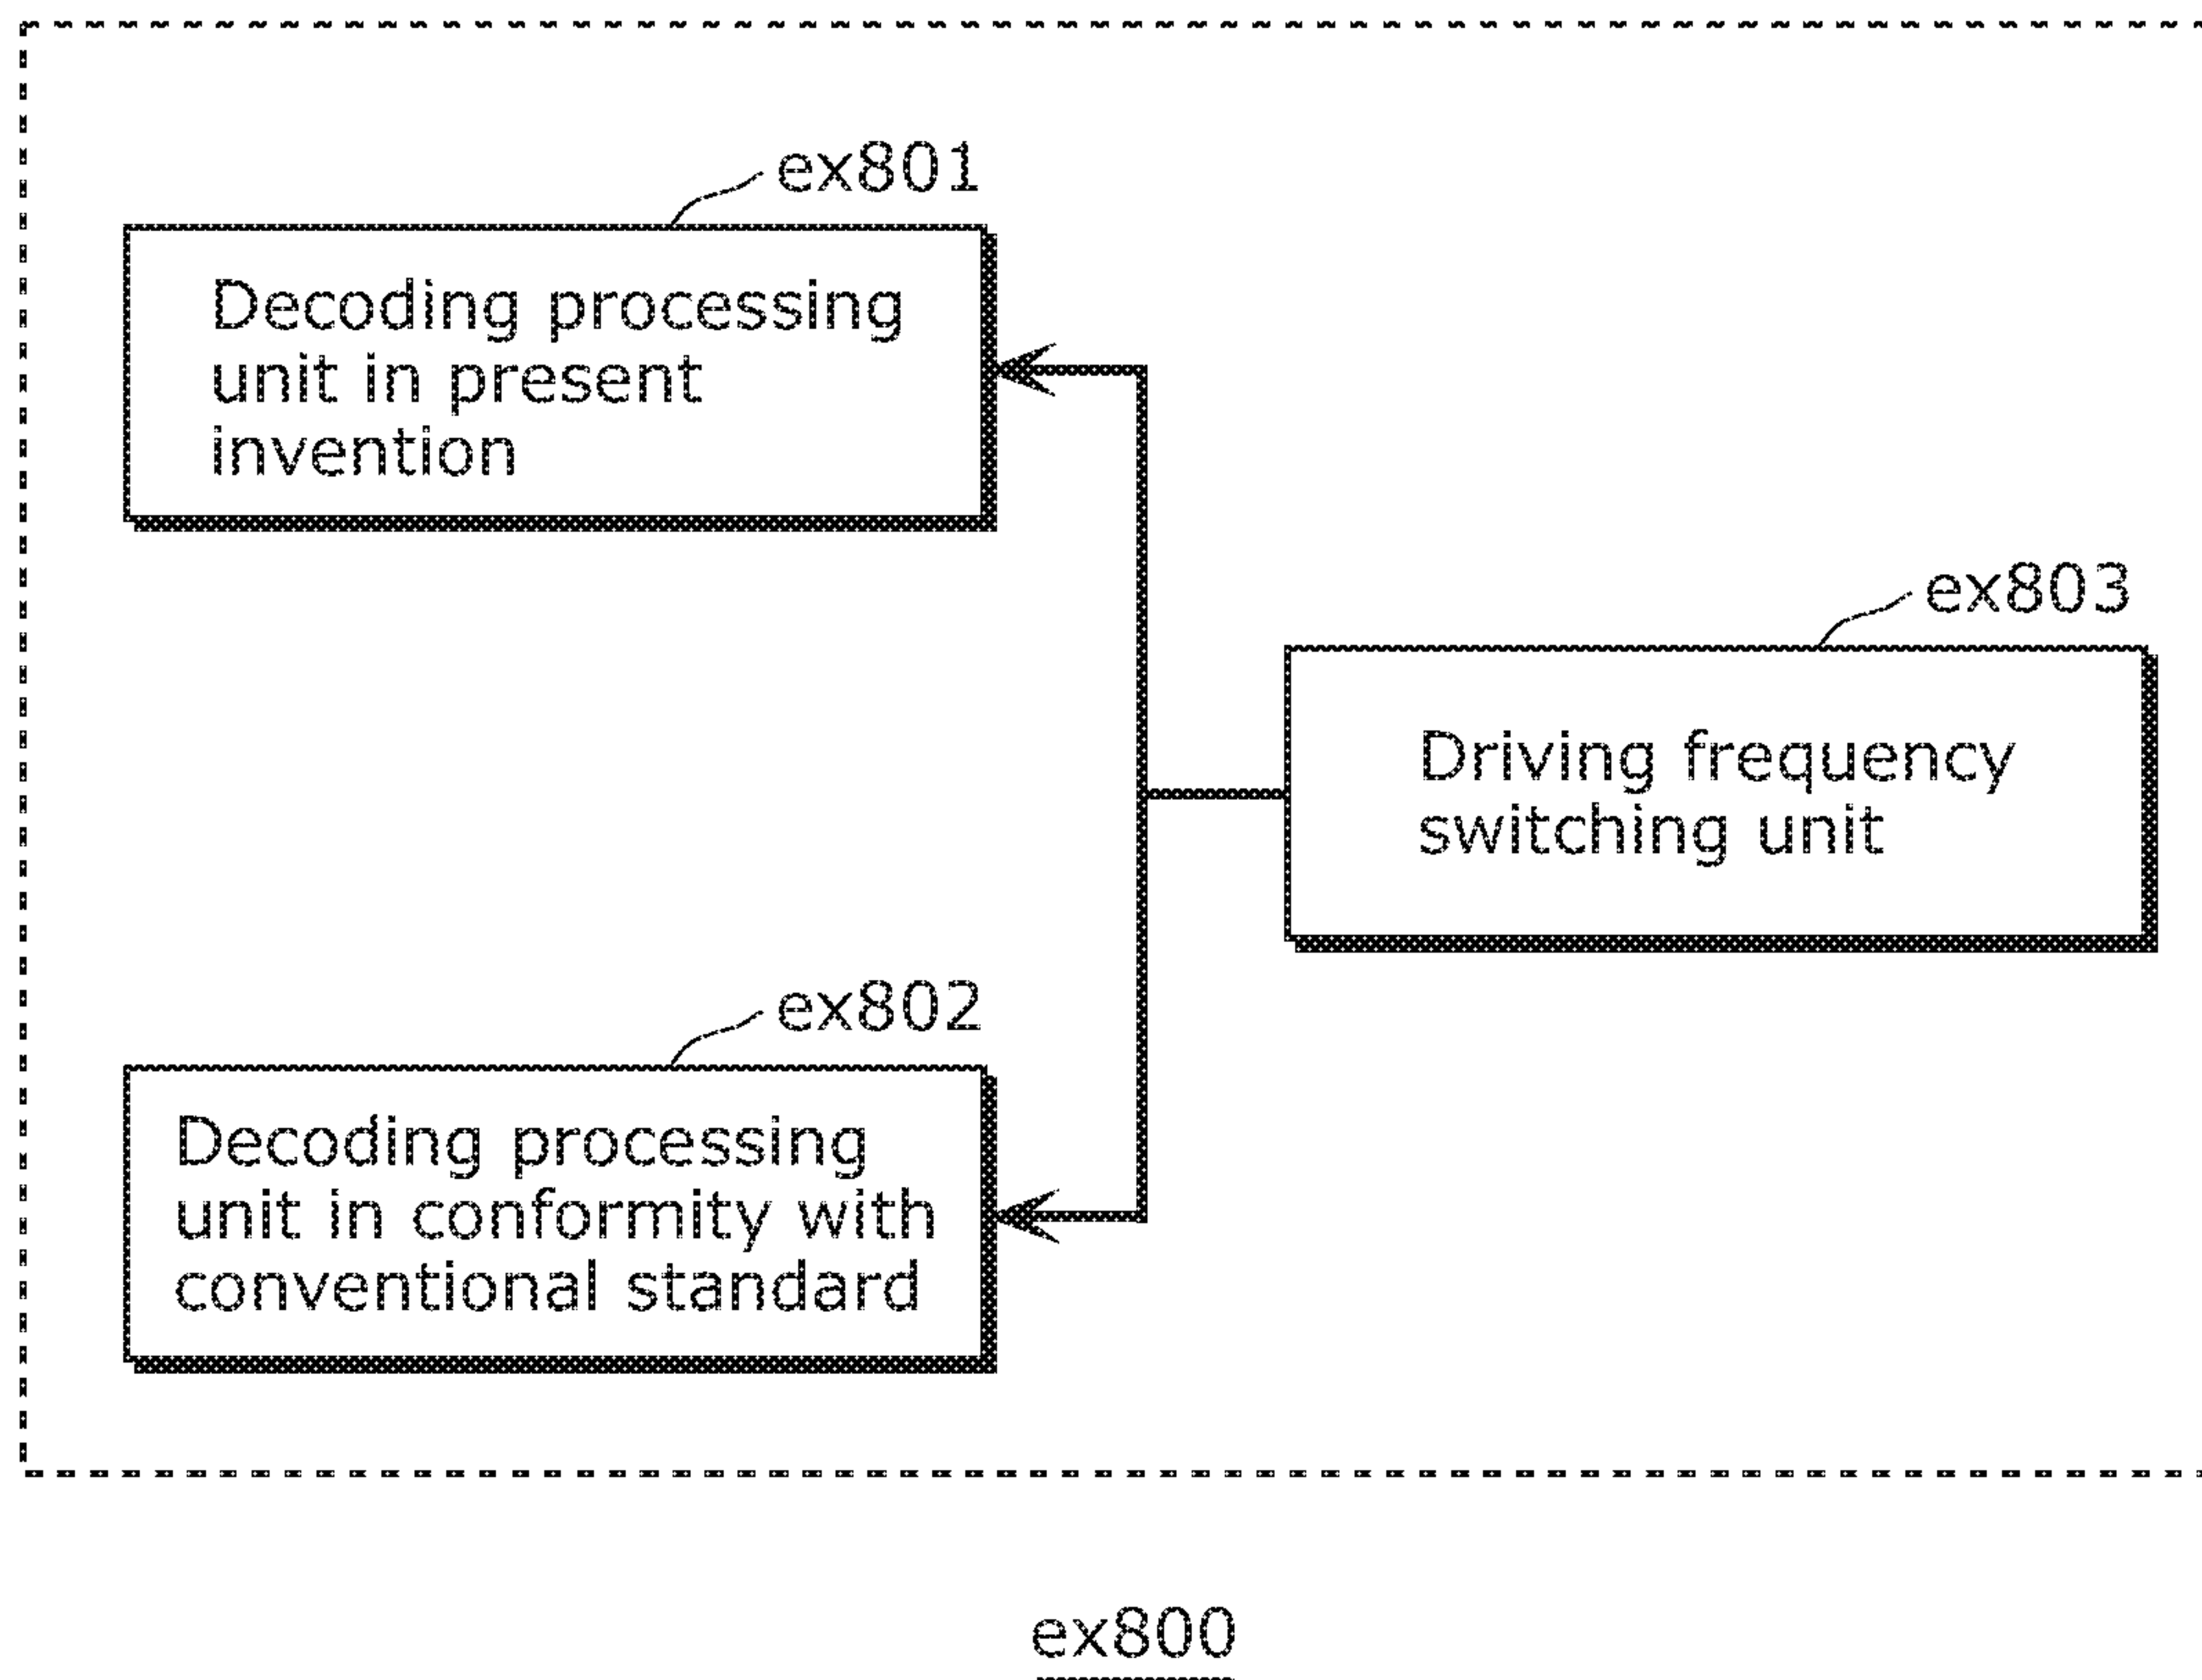 ex801
Decoding processing
unit in present
invention
ex803
Driving frequency
switching unit
ex802
Decoding processing
unit in conformity with
conventional standard
ex800